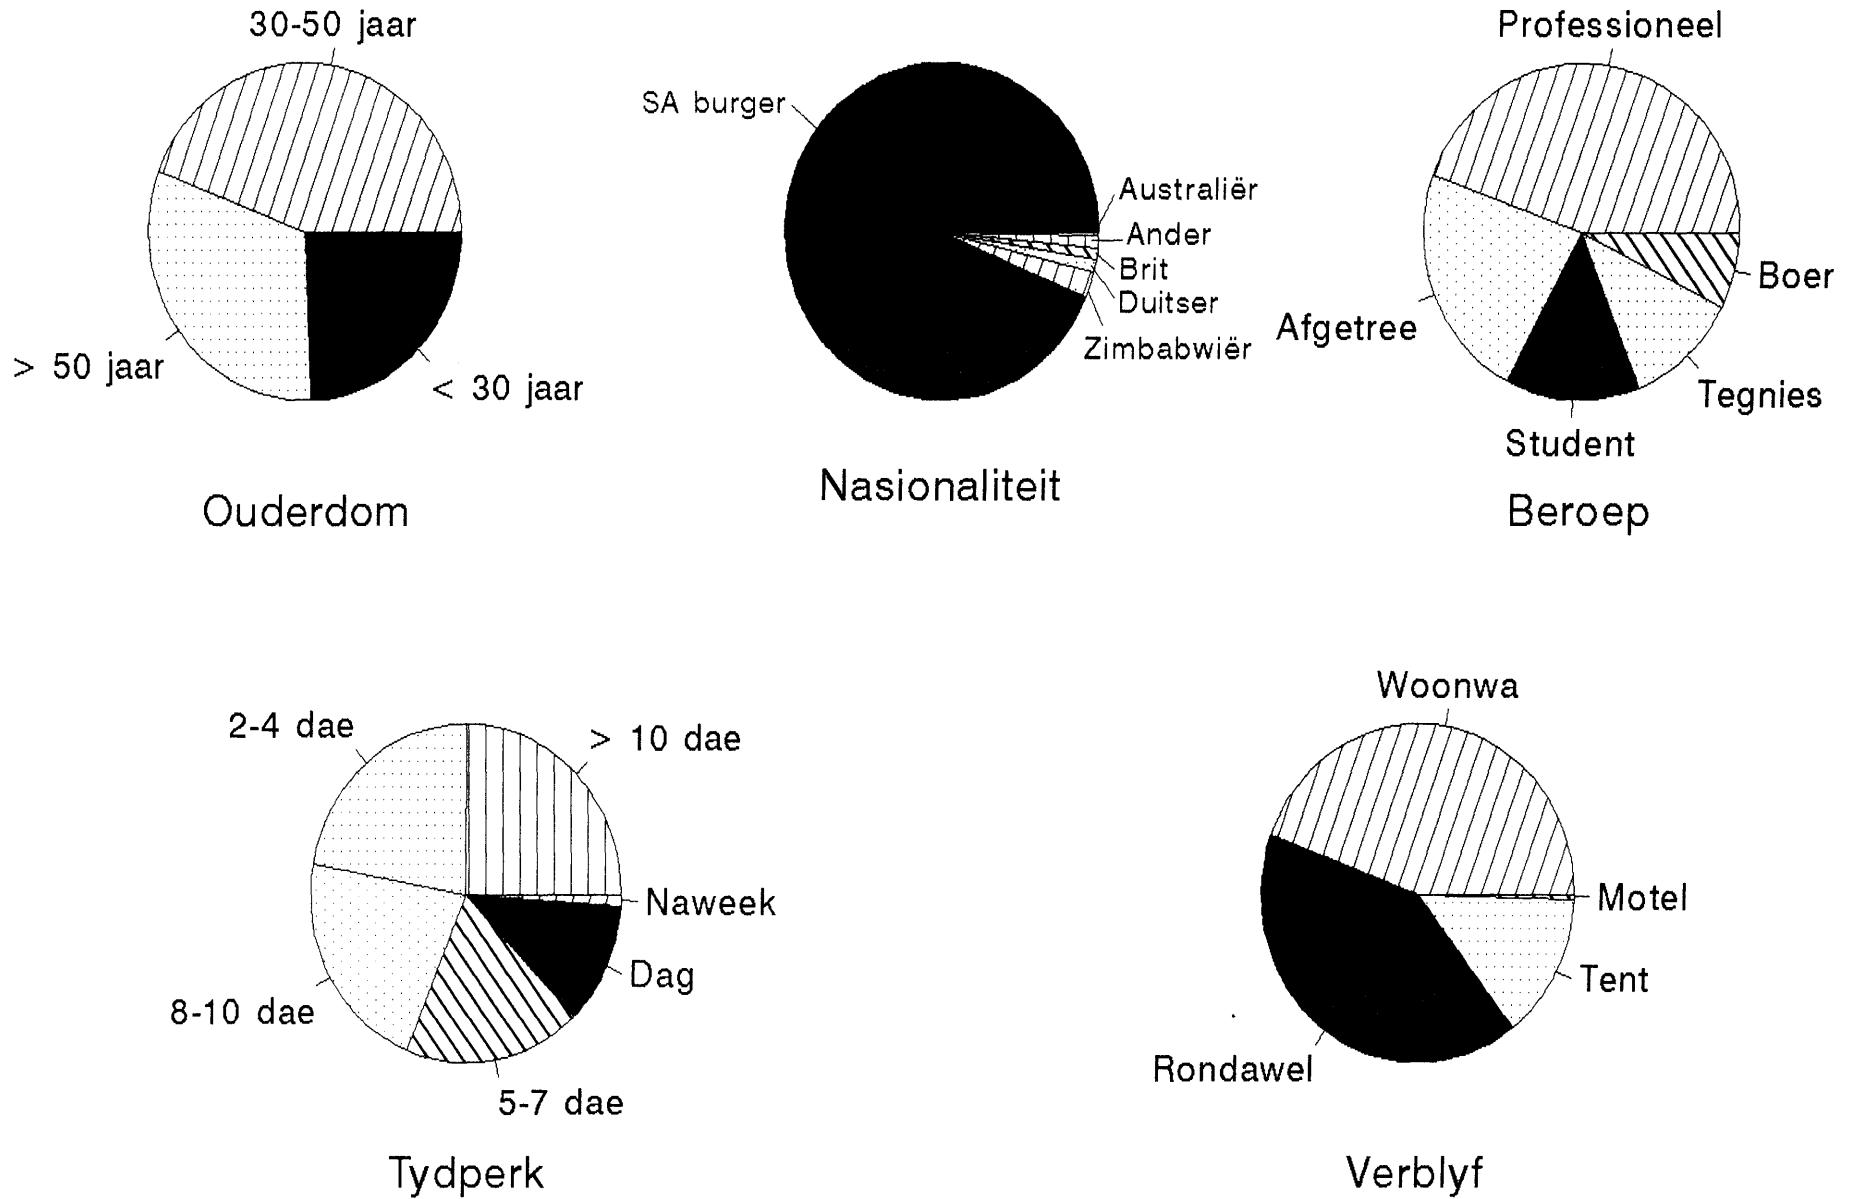 30-50 jaar
> 50 jaar
< 30 jaar
Ouderdom
SA burger
Australiër
Ander
Brit
Duitser
Zimbabwiër
Nasionaliteit
Professioneel
Boer
Afgetree
Tegnies
Student
Beroep
2-4 dae
> 10 dae
Naweek
Dag
8-10 dae
5-7 dae
Tydperk
Woonwa
Motel
Tent
Rondawel
Verblyf